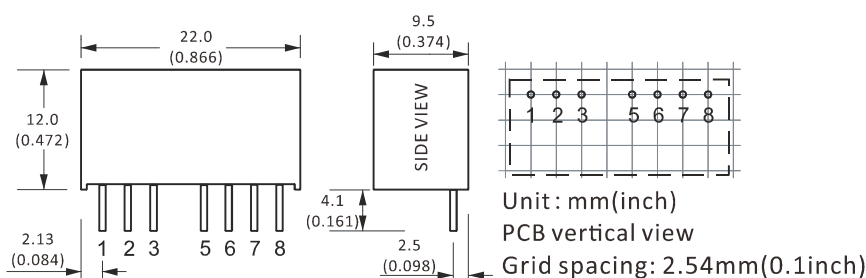 22.0
(0.866)
12.0
(0.472)
2.13
(0.084)
1 2 3 5 6 7 8
9.5
(0.374)
SIDE VIEW
4.1
(0.161)
2.5
(0.098)
1 2 3 5 6 7 8
Unit: mm(inch)
PCB vertical view
Grid spacing: 2.54mm(0.1inch)